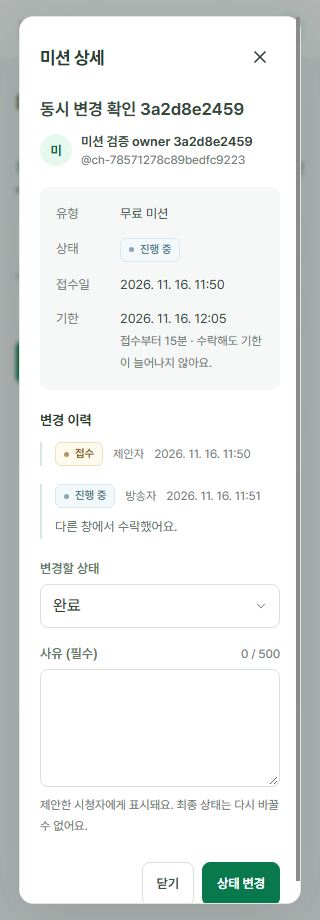 미션 상세
동시 변경 확인 3a2d8e2459
미
미션 검증 owner 3a2d8e2459
@ch-78571278c89bedfc9223
유형 무료 미션
상태 진행 중
접수일 2026. 11. 16. 11:50
기한 2026. 11. 16. 12:05
접수부터 15분 · 수락해도 기한
이 늘어나지 않아요.
변경 이력
접수 제안자 2026. 11. 16. 11:50
진행 중 방송자 2026. 11. 16. 11:51
다른 창에서 수락했어요.
변경할 상태
완료
사유 (필수) 0 / 500
제안한 시청자에게 표시돼요. 최종 상태는 다시 바꿀
수 없어요.
닫기 상태 변경